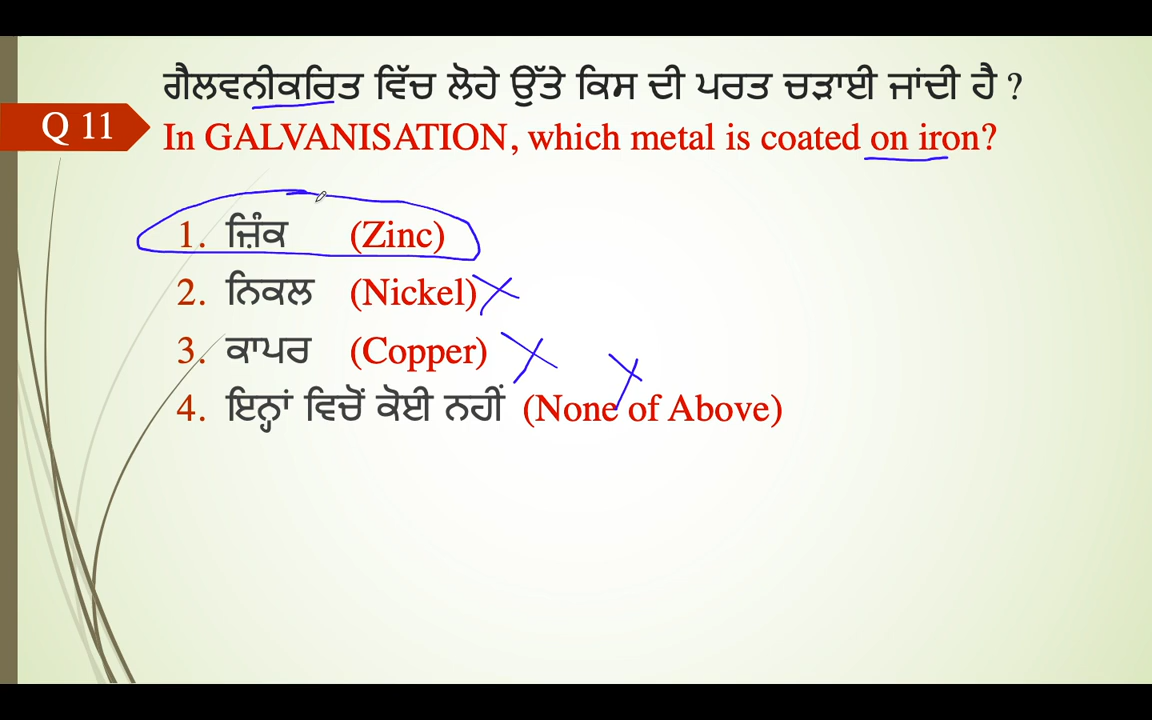 ਗੈਲਵਨੀਕਰਿਤ ਵਿੱਚ ਲੋਹੇ ਉੱਤੇ ਕਿਸ ਦੀ ਪਰਤ ਚੜਾਈ ਜਾਂਦੀ ਹੈ ?
Q 11
In GALVANISATION, which metal is coated on iron?
1. ਜ਼ਿੰਕ (Zinc)
2. ਨਿਕਲ (Nickel)
3. ਕਾਪਰ (Copper)
4. ਇਨ੍ਹਾਂ ਵਿਚੋਂ ਕੋਈ ਨਹੀਂ (None of Above)